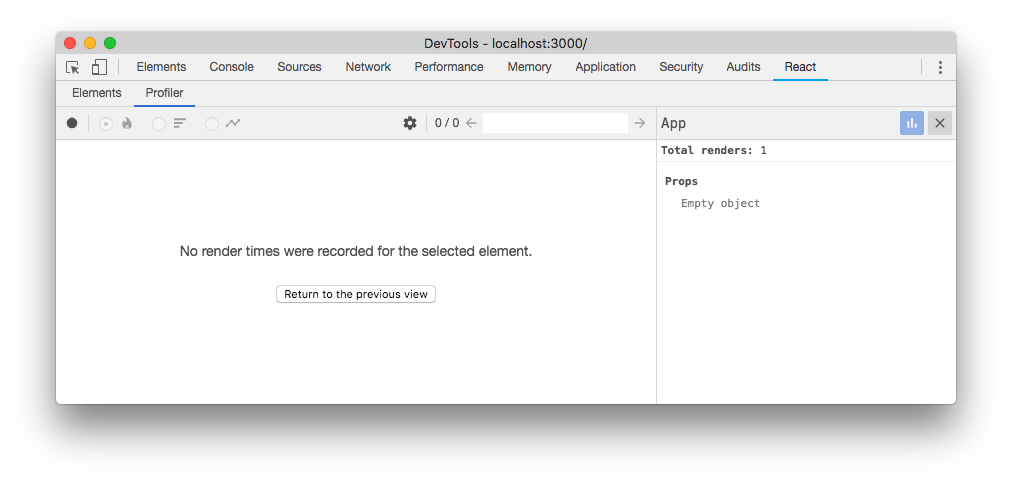 DevTools - localhost:3000/
Elements Console Sources Network Performance Memory Application Security Audits React
Elements Profiler
0 / 0
App
Total renders: 1
Props
Empty object
No render times were recorded for the selected element.
Return to the previous view